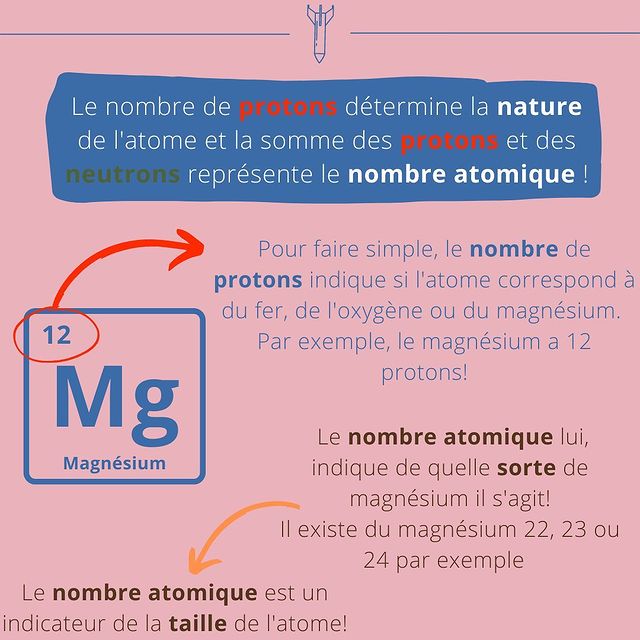 Le nombre de protons détermine la nature
de l'atome et la somme des protons et des
neutrons représente le nombre atomique !
Pour faire simple, le nombre de
protons indique si l'atome correspond à
du fer, de l'oxygène ou du magnésium.
Par exemple, le magnésium a 12
protons!
12
Mg
Magnésium
Le nombre atomique lui,
indique de quelle sorte de
magnésium il s'agit!
Il existe du magnésium 22, 23 ou
24 par exemple
Le nombre atomique est un
indicateur de la taille de l'atome!